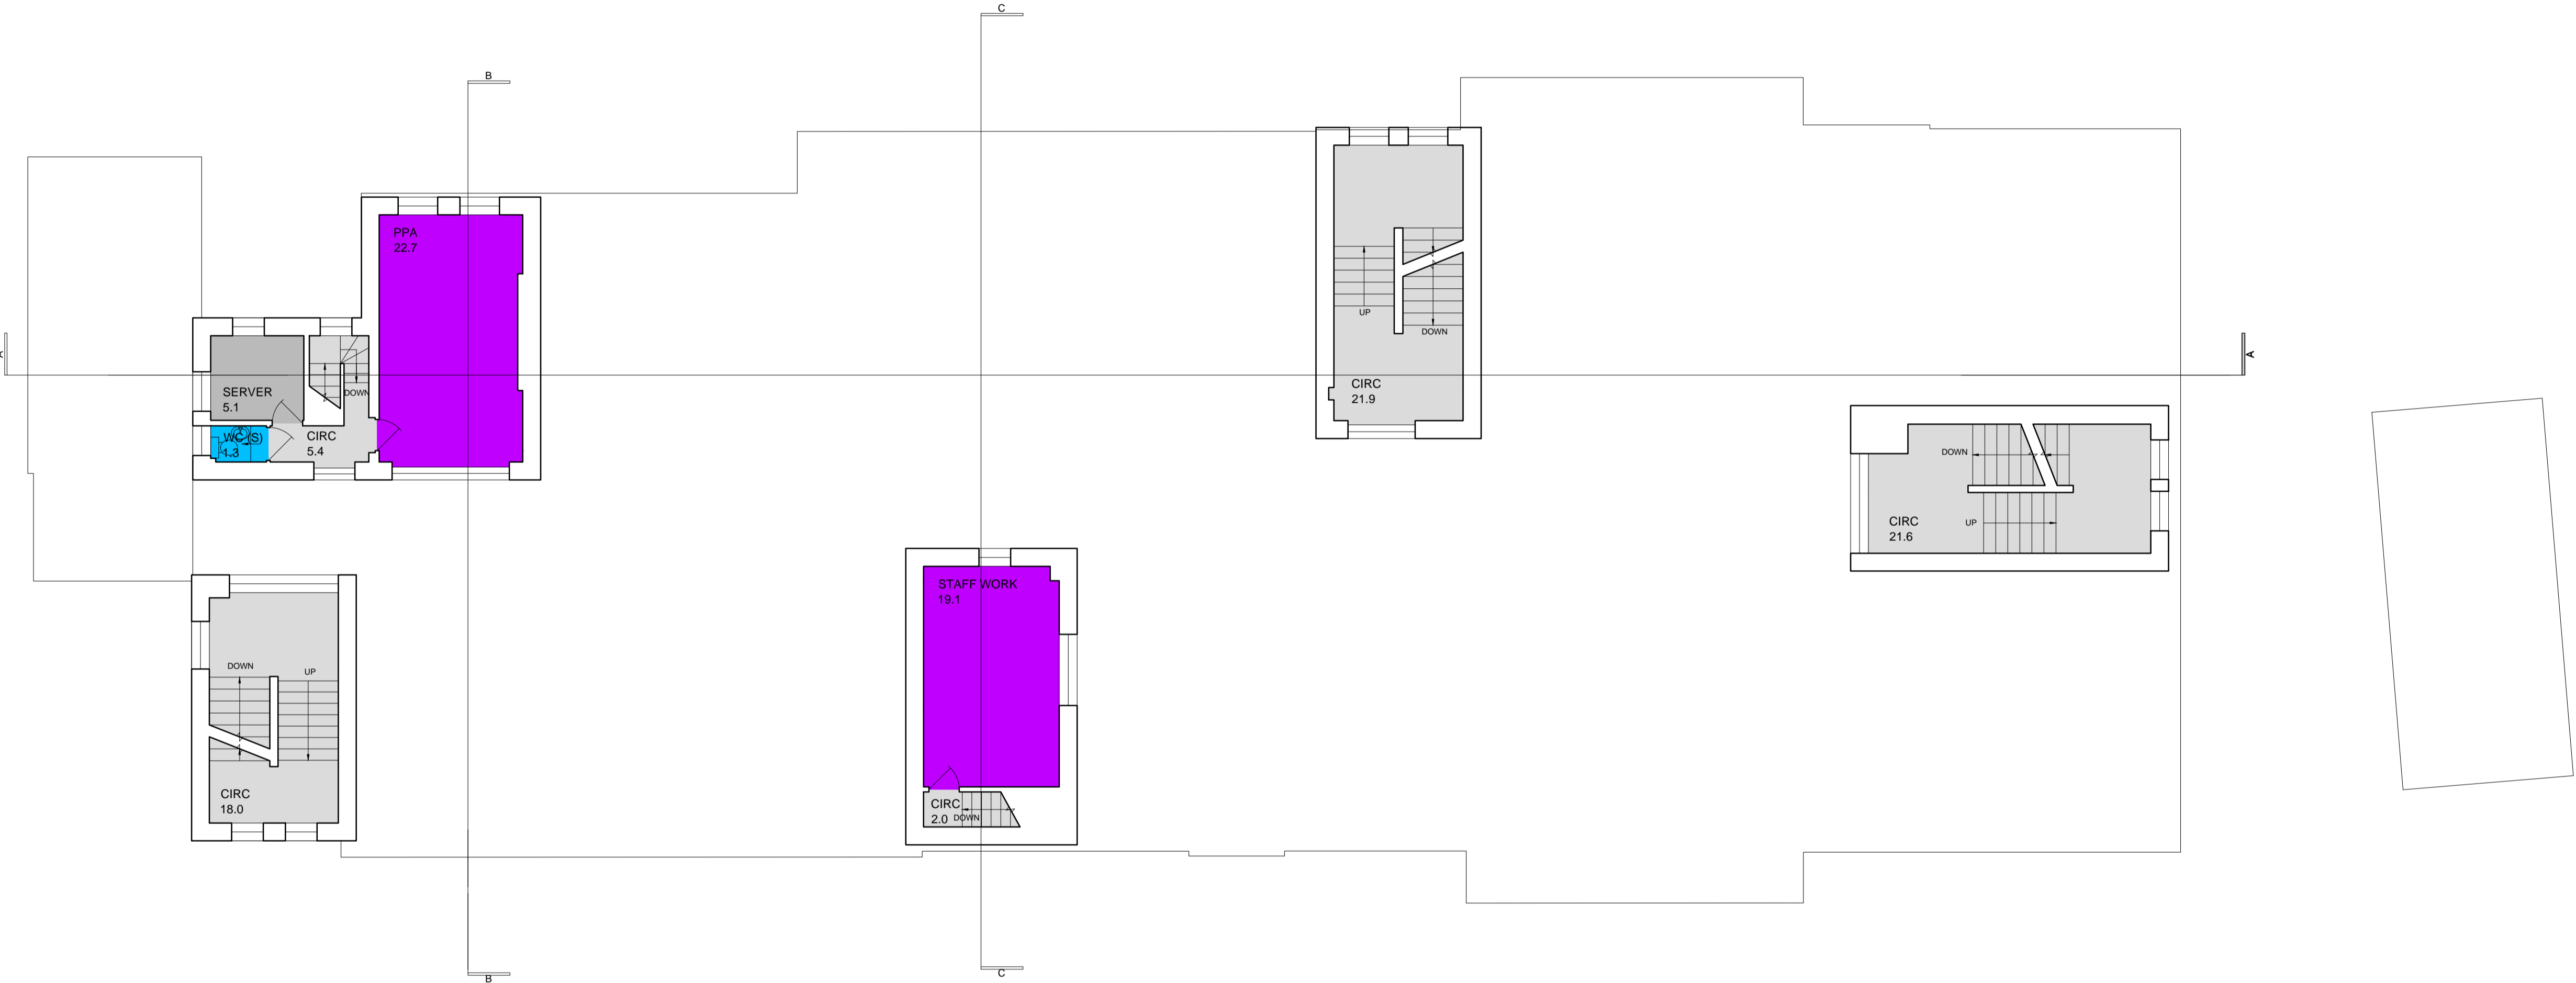 C
B
PPA
22.7
UP
DOWN
A
SERVER
5.1
DOWN
CIRC
21.9
WC (S)
1.3
CIRC
5.4
DOWN
CIRC
21.6
UP
STAFF WORK
19.1
DOWN
UP
CIRC
18.0
CIRC
2.0
DOWN
B
C